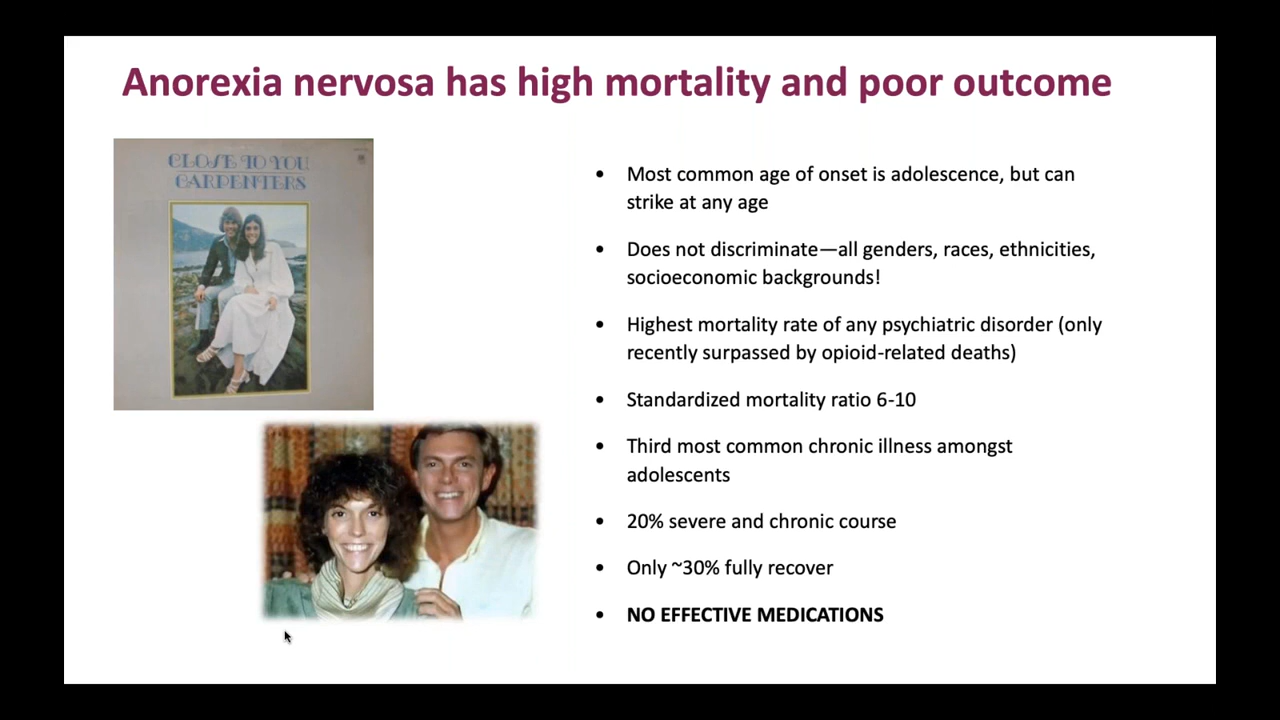 Anorexia nervosa has high mortality and poor outcome
CLOSE TO YOU
CARPENTERS
• Most common age of onset is adolescence, but can
strike at any age
• Does not discriminate—all genders, races, ethnicities,
socioeconomic backgrounds!
• Highest mortality rate of any psychiatric disorder (only
recently surpassed by opioid-related deaths)
• Standardized mortality ratio 6-10
• Third most common chronic illness amongst
adolescents
• 20% severe and chronic course
• Only ~30% fully recover
• NO EFFECTIVE MEDICATIONS